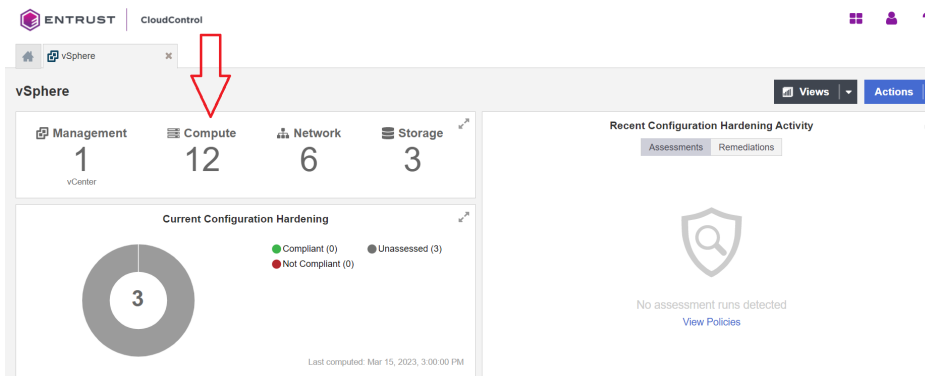 ENTRUST CloudControl
vSphere
vSphere
Views
Actions
Management
1
vCenter
Compute
12
Network
6
Storage
3
Recent Configuration Hardening Activity
Assessments Remediations
Current Configuration Hardening
Compliant (0)
Unassessed (3)
Not Compliant (0)
3
Last computed: Mar 15, 2023, 3:00:00 PM
No assessment runs detected
View Policies